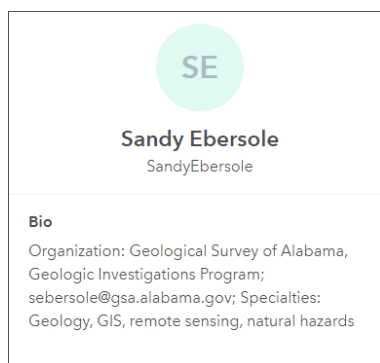 SE
Sandy Ebersole
SandyEbersole
Bio
Organization: Geological Survey of Alabama,
Geologic Investigations Program;
sebersole@gsa.alabama.gov; Specialties:
Geology, GIS, remote sensing, natural hazards